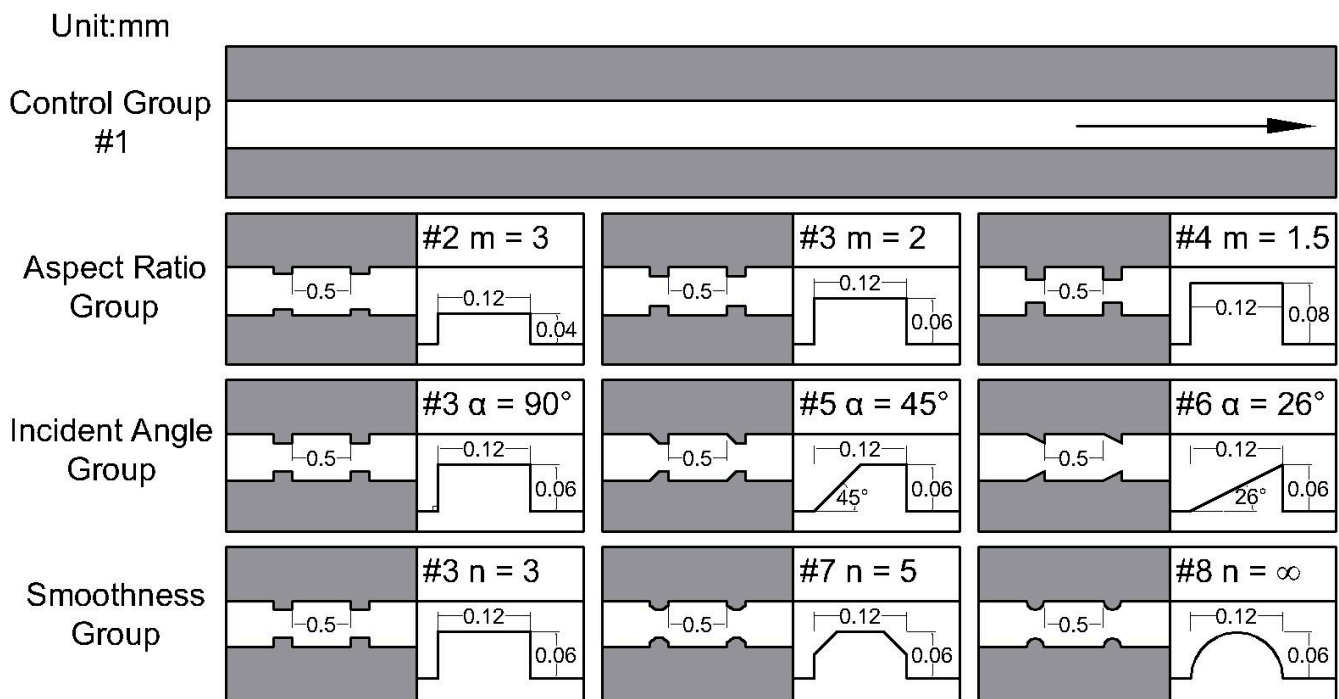 Unit:mm
Control Group
#1
Aspect Ratio
Group
#2 m = 3
0.5
0.12
0.04
#3 m = 2
0.5
0.12
0.06
#4 m = 1.5
0.5
0.12
0.08
Incident Angle
Group
#3 α = 90°
0.5
0.12
0.06
#5 α = 45°
0.5
0.12
45°
0.06
#6 α = 26°
0.5
0.12
26°
0.06
Smoothness
Group
#3 n = 3
0.5
0.12
0.06
#7 n = 5
0.5
0.12
0.06
#8 n = ∞
0.5
0.12
0.06